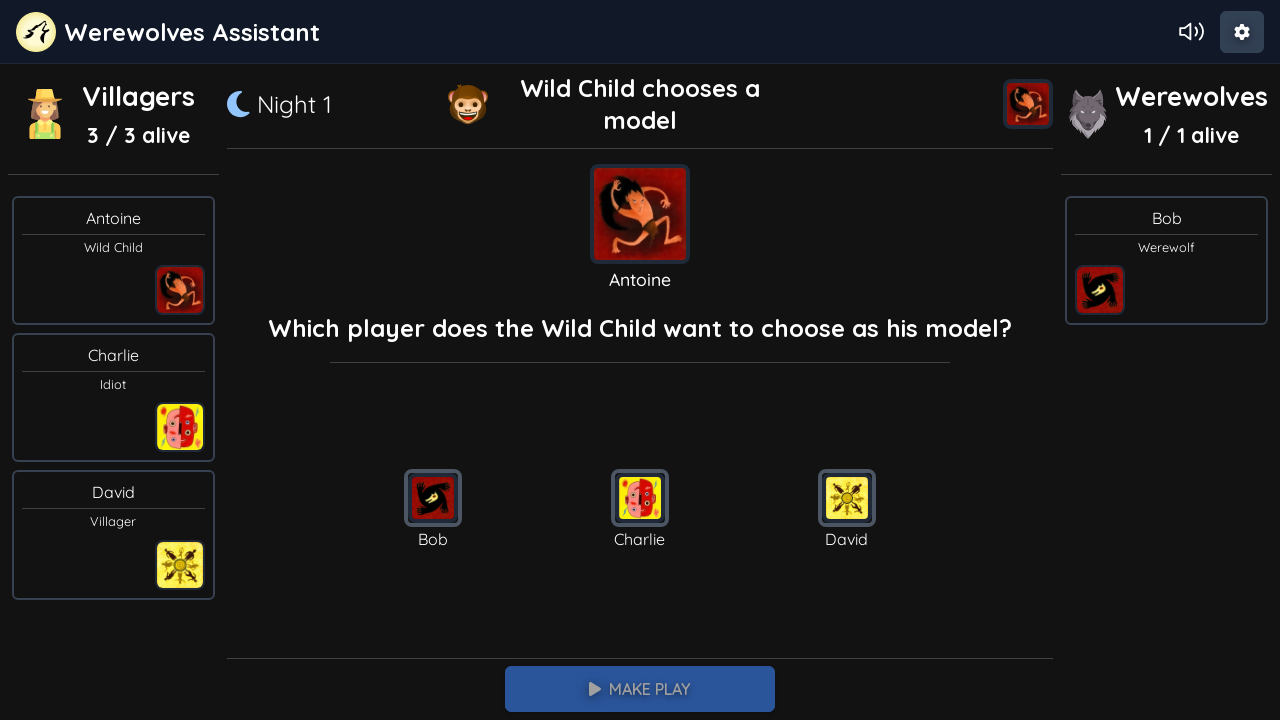 Werewolves Assistant
Villagers
3 / 3 alive
Night 1
Wild Child chooses a
model
Werewolves
1 / 1 alive
Antoine
Wild Child
Charlie
Idiot
David
Villager
Antoine
Which player does the Wild Child want to choose as his model?
Bob
Charlie
David
Bob
Werewolf
MAKE PLAY